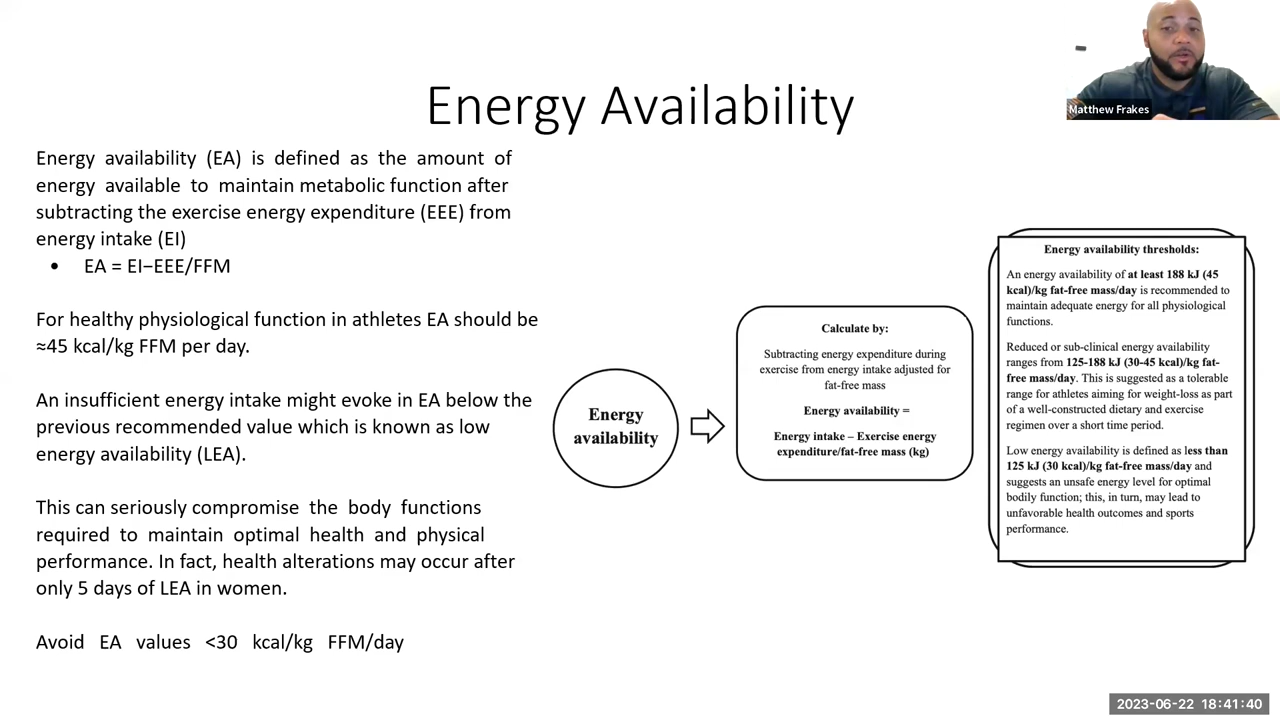 Energy Availability
Matthew Frakes
Energy availability (EA) is defined as the amount of
energy available to maintain metabolic function after
subtracting the exercise energy expenditure (EEE) from
energy intake (EI)
• EA = EI−EEE/FFM
For healthy physiological function in athletes EA should be
≈45 kcal/kg FFM per day.
An insufficient energy intake might evoke in EA below the
previous recommended value which is known as low
energy availability (LEA).
This can seriously compromise the body functions
required to maintain optimal health and physical
performance. In fact, health alterations may occur after
only 5 days of LEA in women.
Avoid EA values <30 kcal/kg FFM/day
Energy
availability
Calculate by:
Subtracting energy expenditure during
exercise from energy intake adjusted for
fat-free mass
Energy availability =
Energy intake – Exercise energy
expenditure/fat-free mass (kg)
Energy availability thresholds:
An energy availability of at least 188 kJ (45
kcal)/kg fat-free mass/day is recommended to
maintain adequate energy for all physiological
functions.
Reduced or sub-clinical energy availability
ranges from 125-188 kJ (30-45 kcal)/kg fat-
free mass/day. This is suggested as a tolerable
range for athletes aiming for weight-loss as part
of a well-constructed dietary and exercise
regimen over a short time period.
Low energy availability is defined as less than
125 kJ (30 kcal)/kg fat-free mass/day and
suggests an unsafe energy level for optimal
bodily function; this, in turn, may lead to
unfavorable health outcomes and sports
performance.
2023-06-22 18:41:40